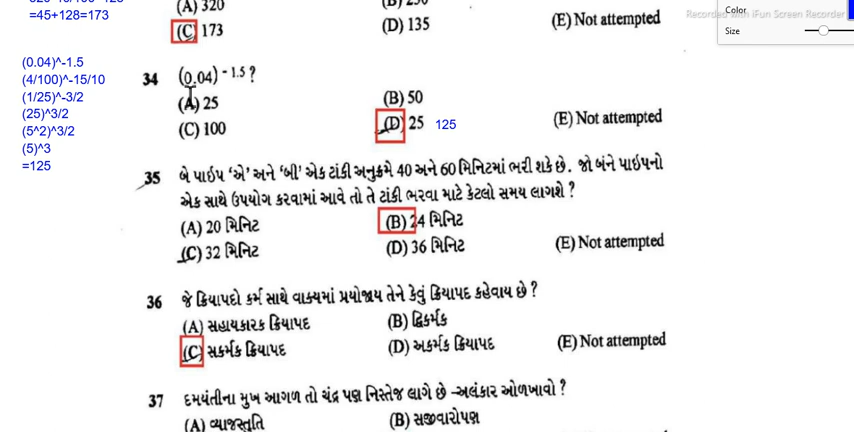 =45+128=173
(A) 320
(C) 173
(D) 135
(E) Not attempted
Recorded with iFun Screen Recorder
Color
Size
(0.04)^-1.5
(4/100)^-15/10
(1/25)^-3/2
(25)^3/2
(5^2)^3/2
(5)^3
=125
34 (0.04) - 1.5 ?
(A) 25
(B) 50
(C) 100
(D) 25 125
(E) Not attempted
35 બે પાઇપ 'એ' અને 'બી' એક ટાંકી અનુક્રમે 40 અને 60 મિનિટમાં ભરી શકે છે. જો બંને પાઇપનો
એક સાથે ઉપયોગ કરવામાં આવે તો તે ટાંકી ભરવા માટે કેટલો સમય લાગશે ?
(A) 20 મિનિટ
(B) 24 મિનિટ
(C) 32 મિનિટ
(D) 36 મિનિટ
(E) Not attempted
36 જે ક્રિયાપદો કર્મ સાથે વાક્યમાં પ્રયોજાય તેને કેવું ક્રિયાપદ કહેવાય છે ?
(A) સહાયકારક ક્રિયાપદ
(B) દ્વિકર્મક
(C) સકર્મક ક્રિયાપદ
(D) અકર્મક ક્રિયાપદ
(E) Not attempted
37 દમયંતીના મુખ આગળ તો ચંદ્ર પણ નિસ્તેજ લાગે છે -અલંકાર ઓળખાવો ?
(A) વ્યાજસ્તુતિ
(B) સજીવારોપણ